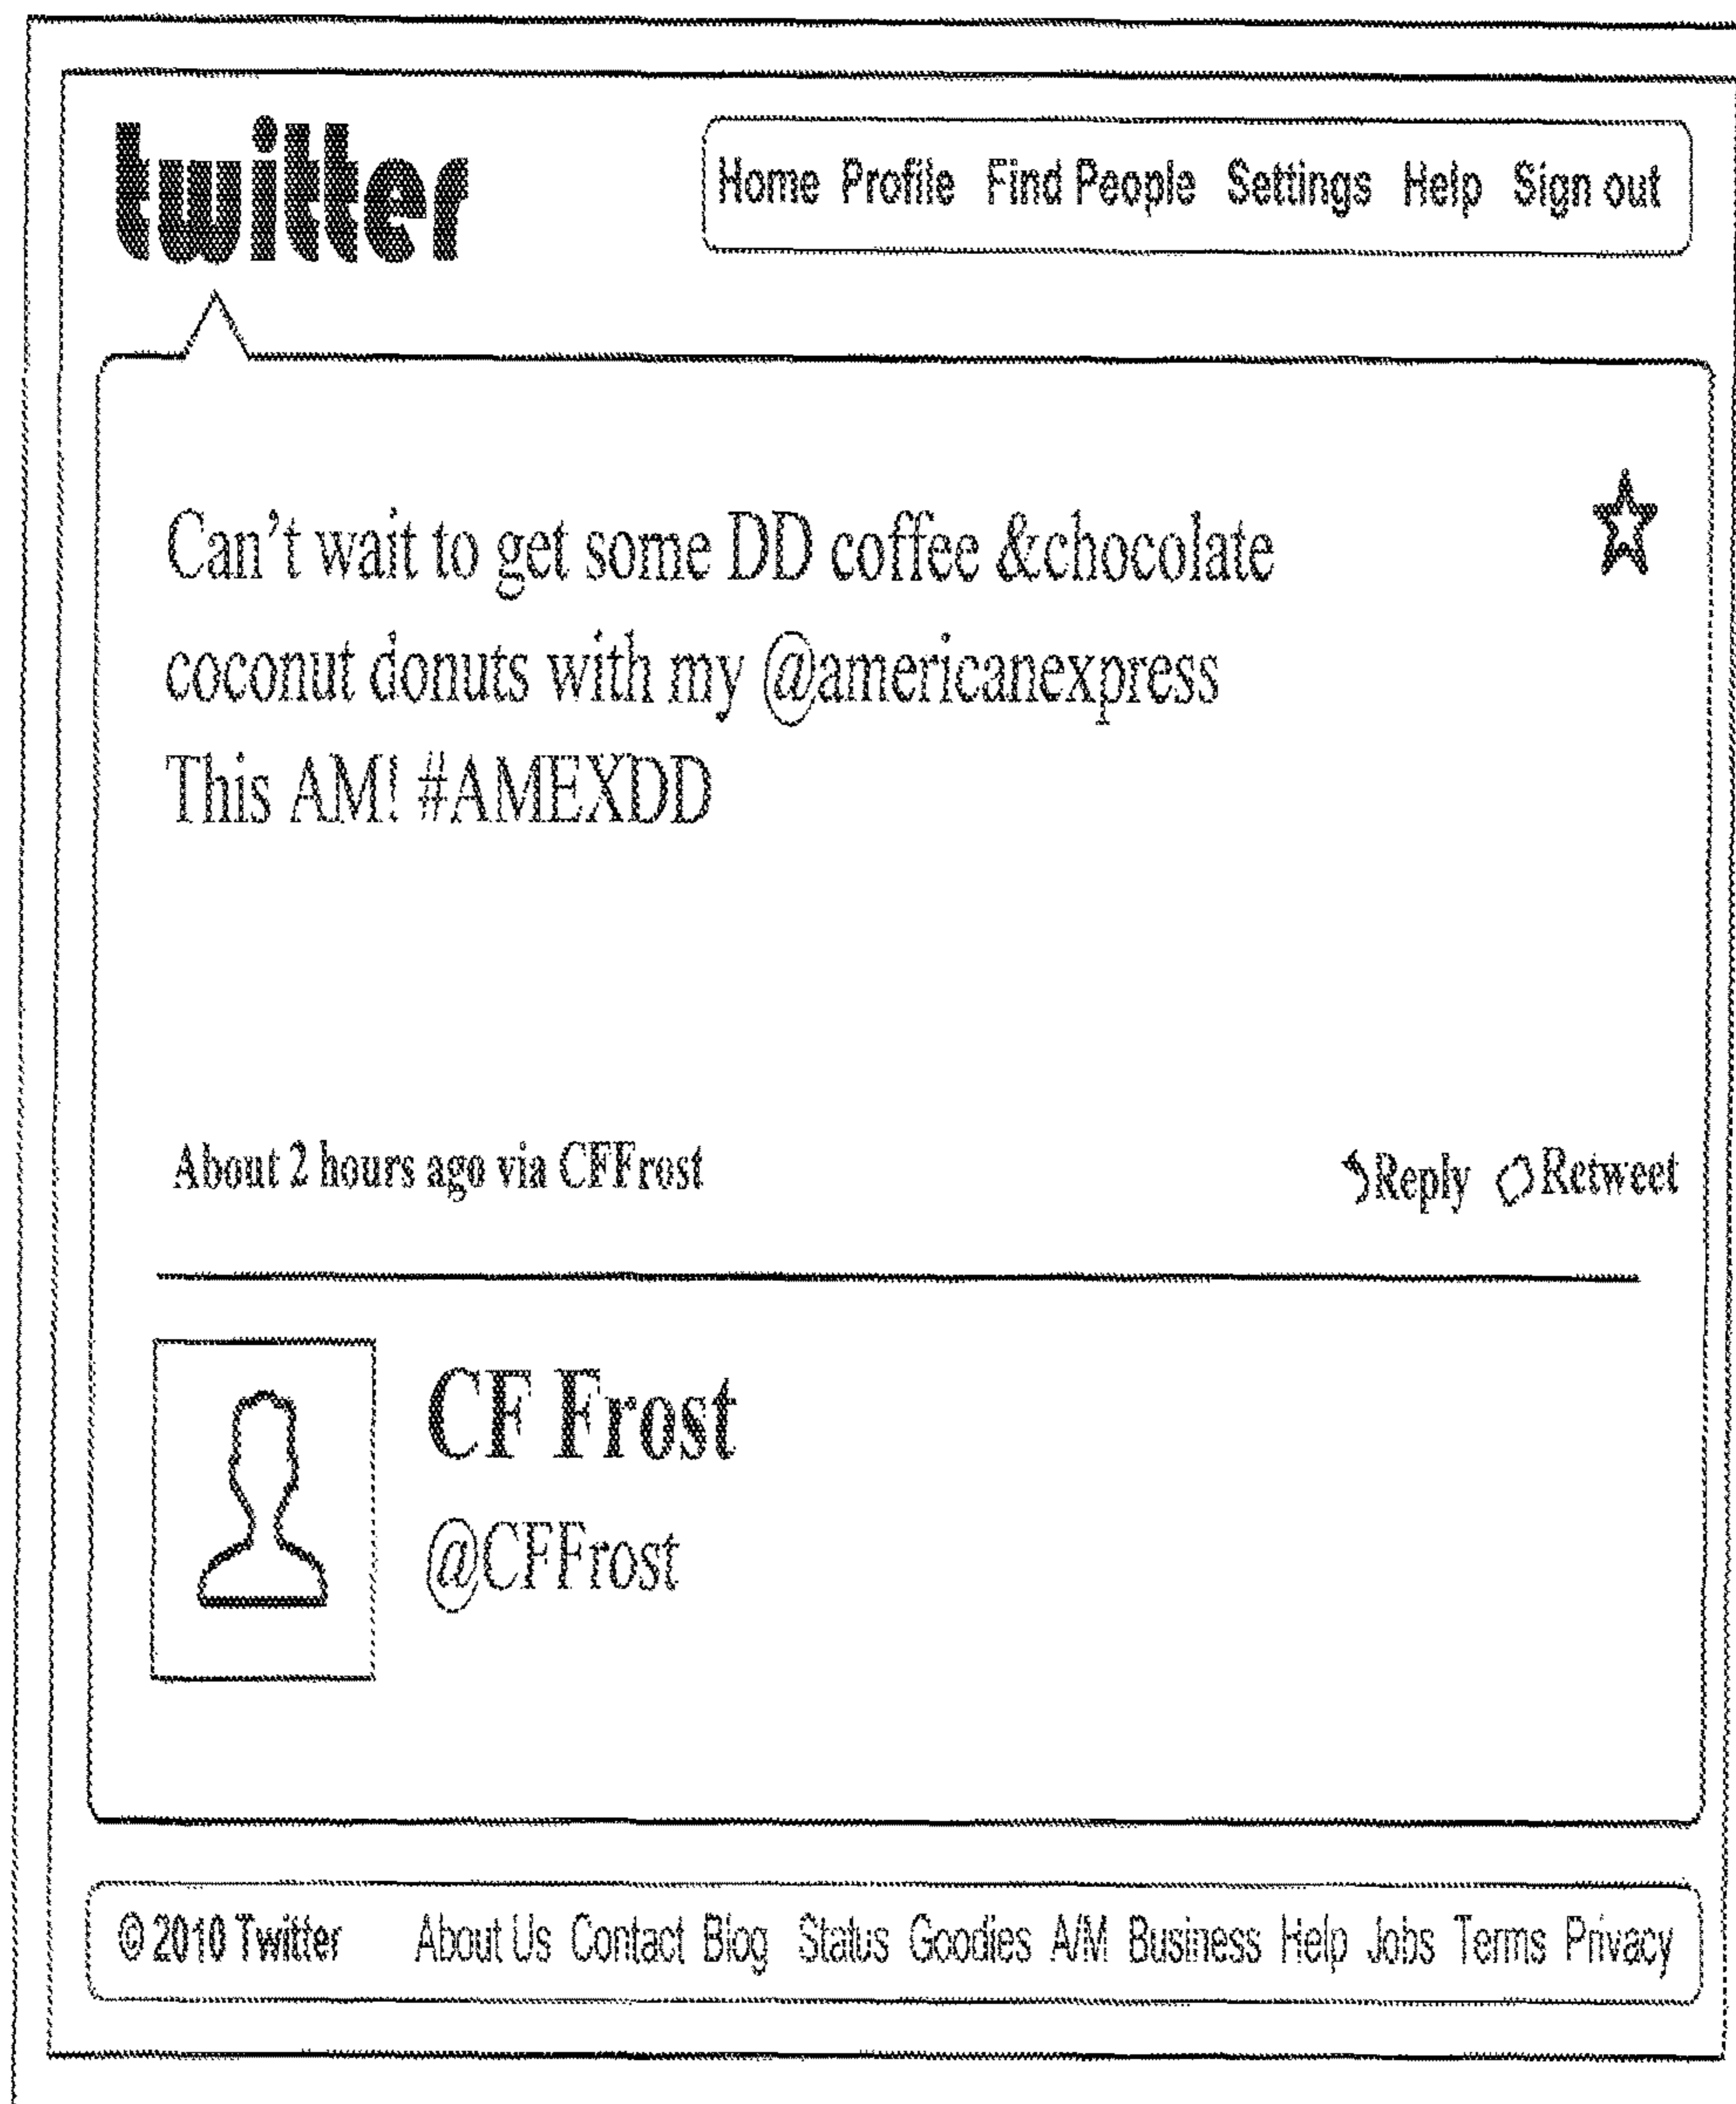 twitter
Home Profile Find People Settings Help Sign out
Can't wait to get some DD coffee &chocolate
coconut donuts with my @americanexpress
This AM! #AMEXDD
About 2 hours ago via CFFrost
Reply Retweet
CF Frost
@CFFrost
© 2010 Twitter About Us Contact Blog Status Goodies A/M Business Help Jobs Terms Privacy